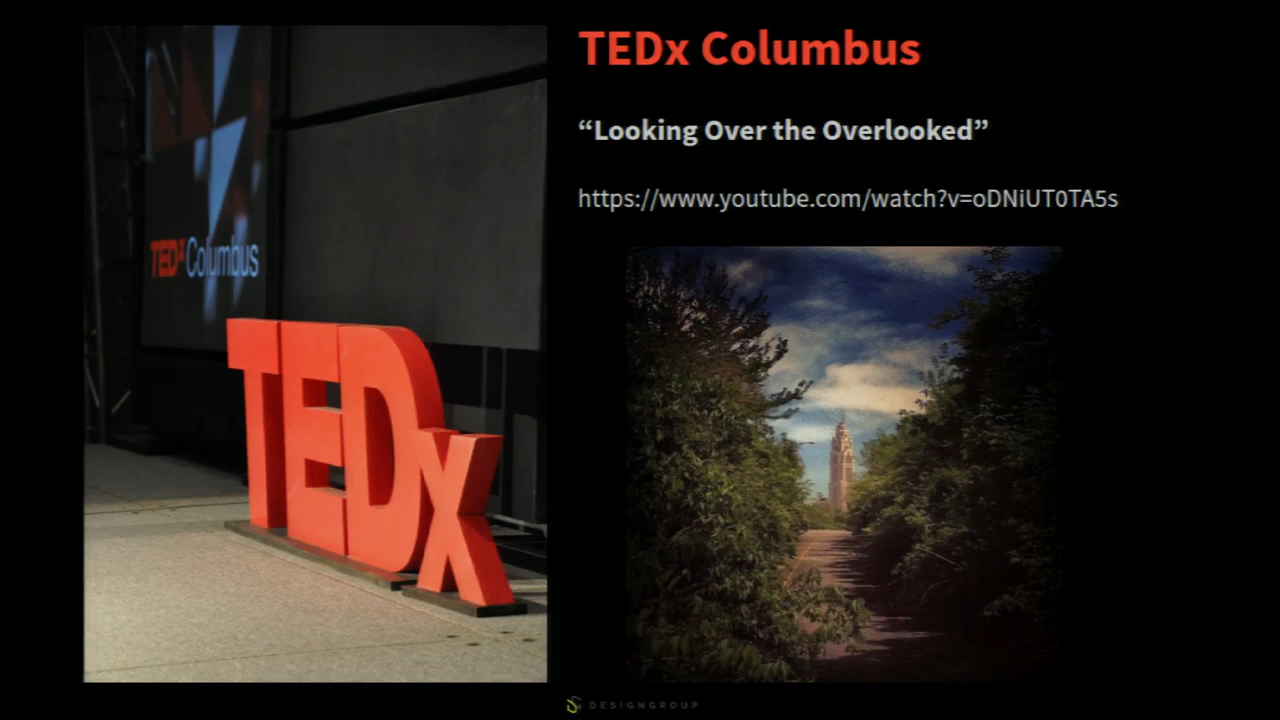 TEDx Columbus
“Looking Over the Overlooked”
https://www.youtube.com/watch?v=oDNiUT0TA5s
TEDxColumbus
TEDx
DESIGNGROUP